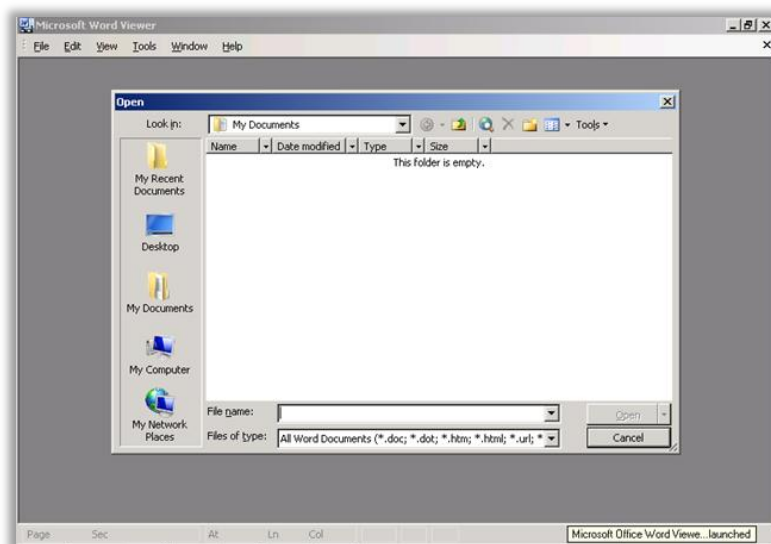 Microsoft Word Viewer
File Edit View Tools Window Help
Open
Look in: My Documents Tools
Name Date modified Type Size
This folder is empty.
My Recent
Documents
Desktop
My Documents
My Computer
My Network
Places
File name: Open
Files of type: All Word Documents (*.doc; *.dot; *.htm; *.html; *.url; * Cancel
Page Sec At Ln Col Microsoft Office Word Viewe...launched